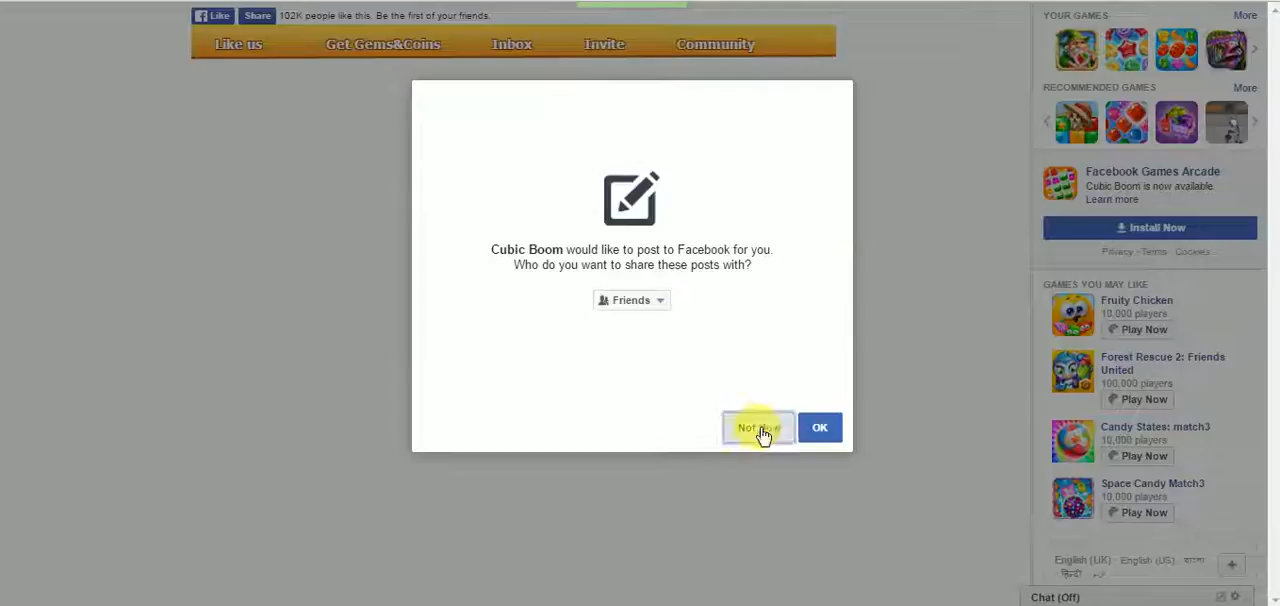 Like Share 102K people like this. Be the first of your friends.
Like us Get Gems&Coins Inbox Invite Community
Cubic Boom would like to post to Facebook for you.
Who do you want to share these posts with?
Friends
Not Now OK
YOUR GAMES More
RECOMMENDED GAMES More
Facebook Games Arcade
Cubic Boom is now available.
Learn more
Install Now
Privacy · Terms · Cookies
GAMES YOU MAY LIKE
Fruity Chicken
10,000 players
Play Now
Forest Rescue 2: Friends
United
100,000 players
Play Now
Candy States: match3
10,000 players
Play Now
Space Candy Match3
10,000 players
Play Now
English (UK) · English (US) · বাংলা
हिन्दी
Chat (Off)